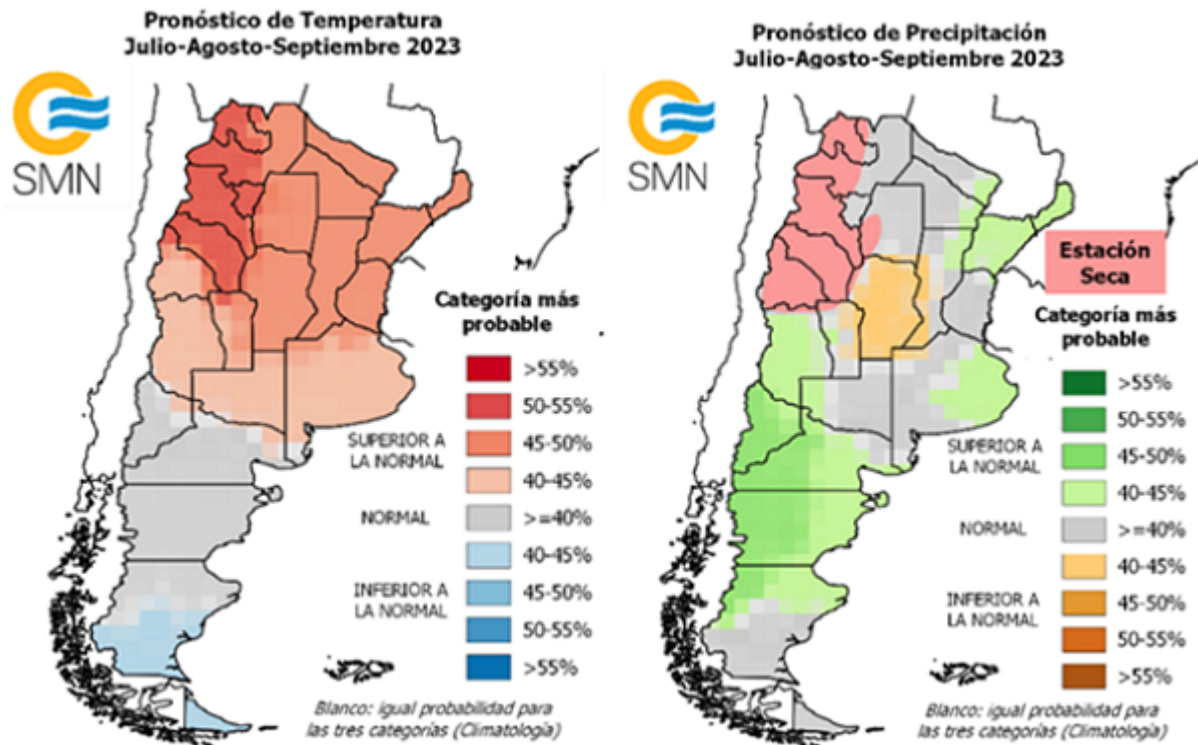 Pronóstico de Temperatura
Julio-Agosto-Septiembre 2023
SMN
Categoría más
probable
>55%
50-55%
SUPERIOR A
LA NORMAL
45-50%
40-45%
NORMAL
>=40%
40-45%
INFERIOR A
LA NORMAL
45-50%
50-55%
>55%
Blanco: igual probabilidad para
las tres categorías (Climatología)
Pronóstico de Precipitación
Julio-Agosto-Septiembre 2023
SMN
Estación
Seca
Categoría más
probable
>55%
50-55%
SUPERIOR A
LA NORMAL
45-50%
40-45%
NORMAL
>=40%
40-45%
INFERIOR A
LA NORMAL
45-50%
50-55%
>55%
Blanco: igual probabilidad para
las tres categorías (Climatología)